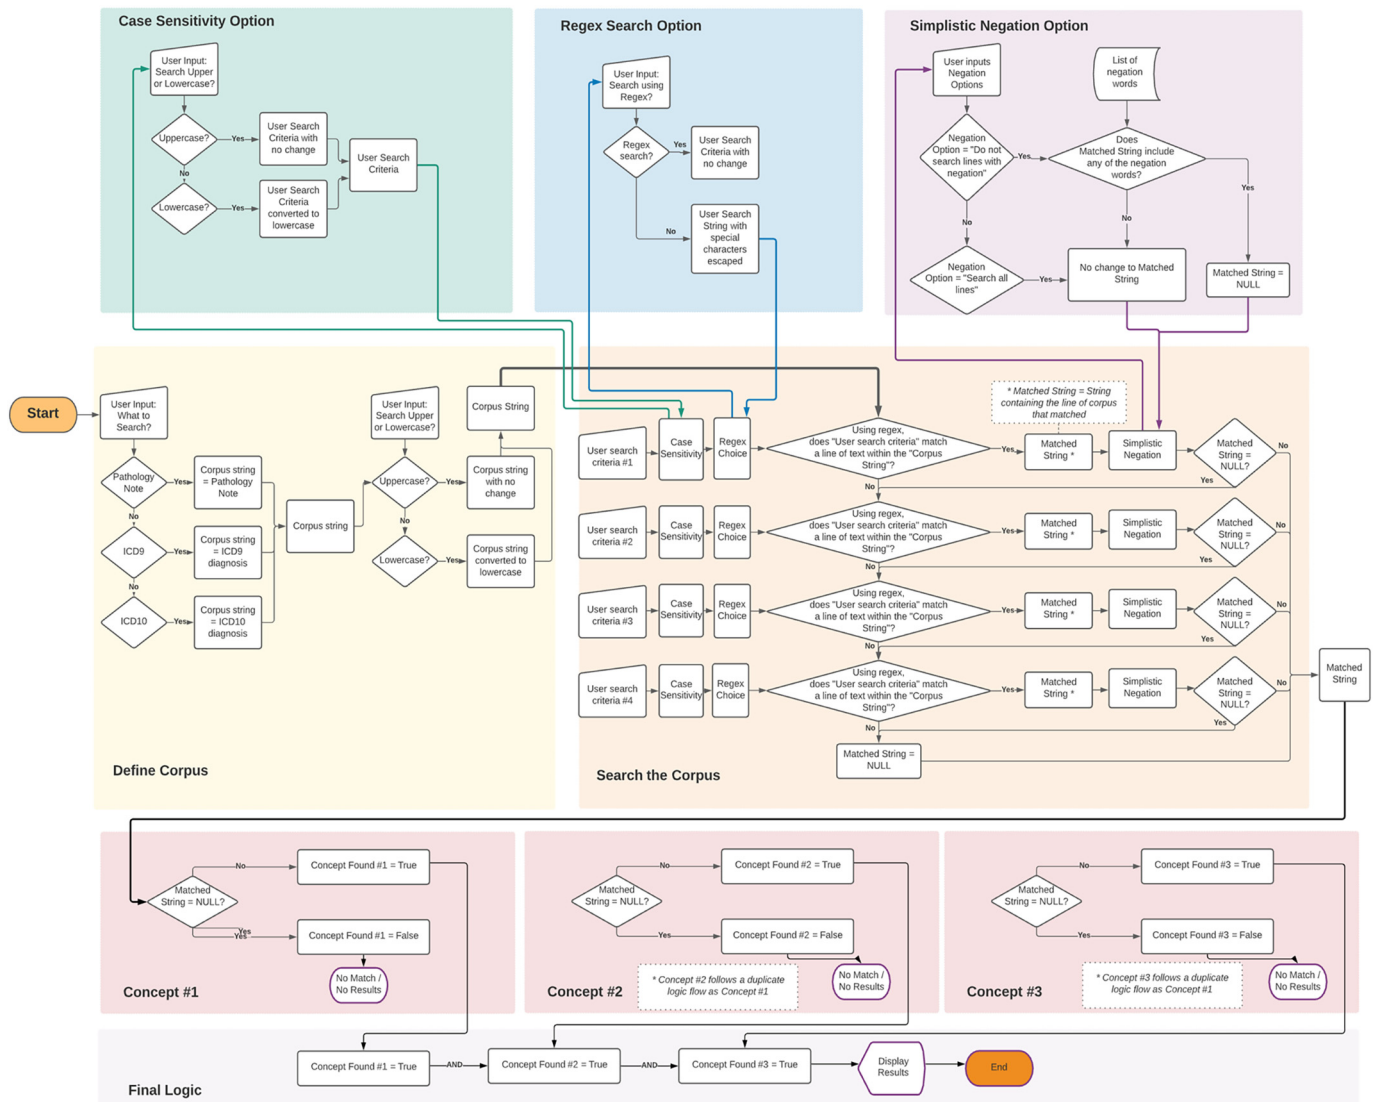 Case Sensitivity Option
User Input:
Search Upper
or Lowercase?
Uppercase?
Yes
User Search
Criteria with
no change
User Search
Criteria
No
Lowercase?
Yes
User Search
Criteria
converted to
lowercase
Regex Search Option
User Input:
Search using
Regex?
Regex
search?
Yes
User Search
Criteria with
no change
No
User Search
String with
special
characters
escaped
Simplistic Negation Option
User inputs
Negation
Options
List of
negation
words
Negation
Option = "Do not
search lines with
negation"
Yes
Does
Matched String include
any of the negation
words?
Yes
No
No
Negation
Option = "Search all
lines"
Yes
No change to Matched
String
Matched String =
NULL
Start
User Input:
What to
Search?
Pathology
Note
Yes
Corpus string
= Pathology
Note
No
ICD9
Yes
Corpus string
= ICD9
diagnosis
No
ICD10
Yes
Corpus string
= ICD10
diagnosis
Corpus string
User Input:
Search Upper
or Lowercase?
Uppercase?
Yes
Corpus string
with no
change
Corpus String
No
Lowercase?
Yes
Corpus string
converted to
lowercase
Define Corpus
* Matched String = String
containing the line of corpus
that matched
User search
criteria #1
Case
Sensitivity
Regex
Choice
Using regex,
does "User search criteria" match
a line of text within the "Corpus
String"?
Yes
Matched
String *
Simplistic
Negation
Matched
String =
NULL?
No
Yes
No
User search
criteria #2
Case
Sensitivity
Regex
Choice
Using regex,
does "User search criteria" match
a line of text within the "Corpus
String"?
Yes
Matched
String *
Simplistic
Negation
Matched
String =
NULL?
No
Yes
No
User search
criteria #3
Case
Sensitivity
Regex
Choice
Using regex,
does "User search criteria" match
a line of text within the "Corpus
String"?
Yes
Matched
String *
Simplistic
Negation
Matched
String =
NULL?
No
Yes
No
User search
criteria #4
Case
Sensitivity
Regex
Choice
Using regex,
does "User search criteria" match
a line of text within the "Corpus
String"?
Yes
Matched
String *
Simplistic
Negation
Matched
String =
NULL?
No
Yes
No
Matched String =
NULL
Matched
String
Search the Corpus
Matched
String = NULL?
No
Concept Found #1 = True
Yes
Yes
Concept Found #1 = False
No Match /
No Results
Concept #1
Matched
String = NULL?
No
Concept Found #2 = True
Yes
Concept Found #2 = False
* Concept #2 follows a duplicate
logic flow as Concept #1
No Match /
No Results
Concept #2
Matched
String = NULL?
No
Concept Found #3 = True
Yes
Concept Found #3 = False
* Concept #3 follows a duplicate
logic flow as Concept #1
No Match /
No Results
Concept #3
Concept Found #1 = True
AND
Concept Found #2 = True
AND
Concept Found #3 = True
Display
Results
End
Final Logic